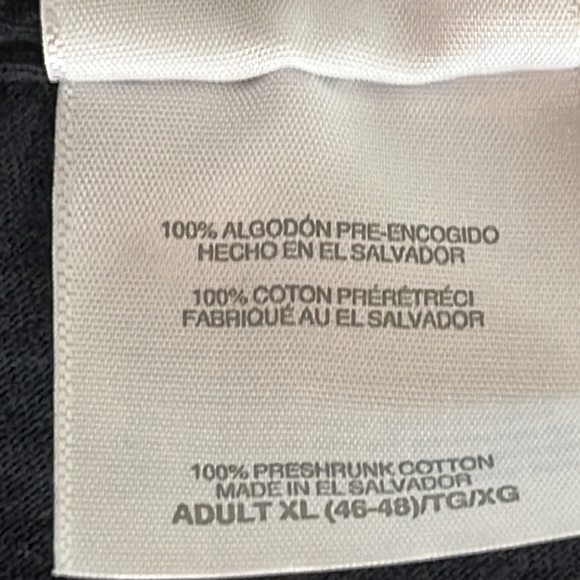 100% ALGODÓN PRE-ENCOGIDO
HECHO EN EL SALVADOR
100% COTON PRÉRÉTRÉCI
FABRIQUÉ AU EL SALVADOR
100% PRESHRUNK COTTON
MADE IN EL SALVADOR
ADULT XL (46-48)/TG/XG